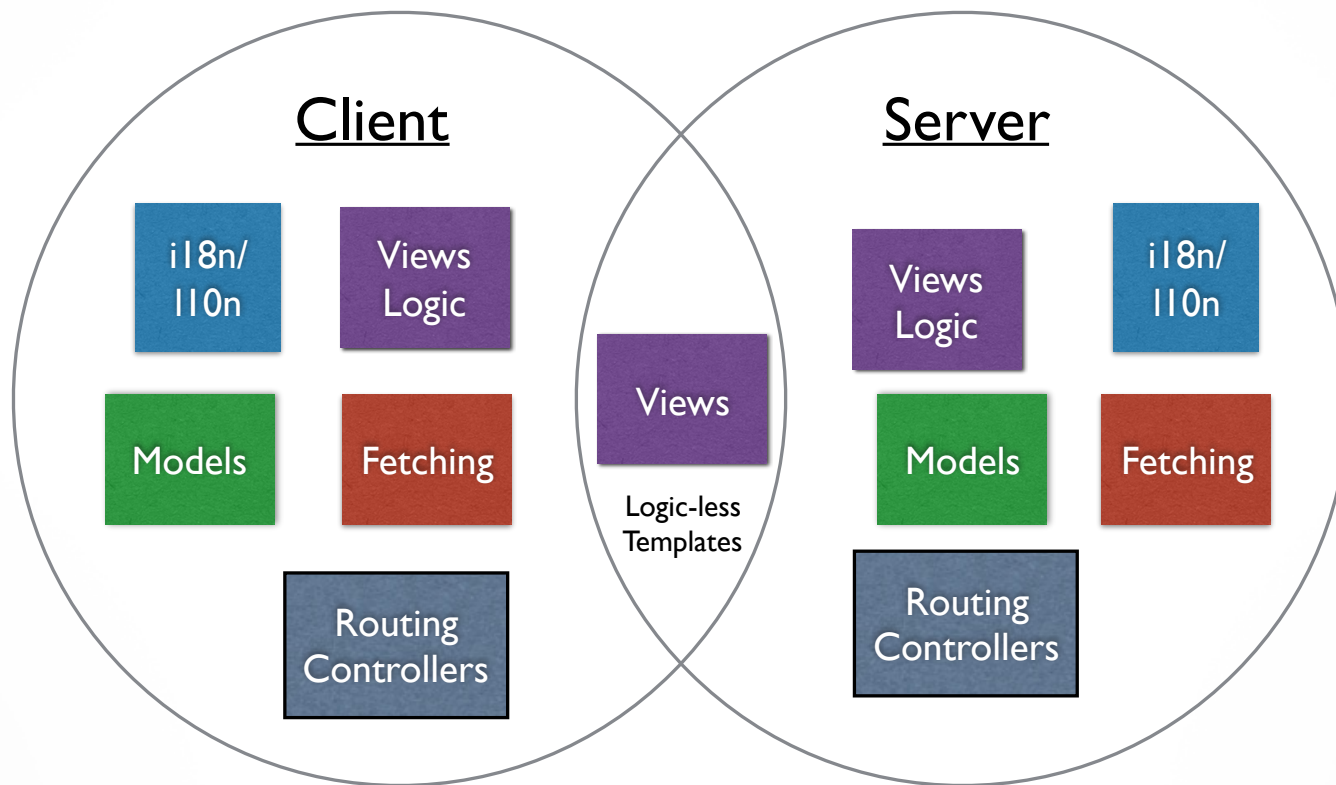 Client
Server
i18n/
l10n
Views
Logic
Views
Logic
i18n/
l10n
Models
Fetching
Views
Logic-less
Templates
Models
Fetching
Routing
Controllers
Routing
Controllers